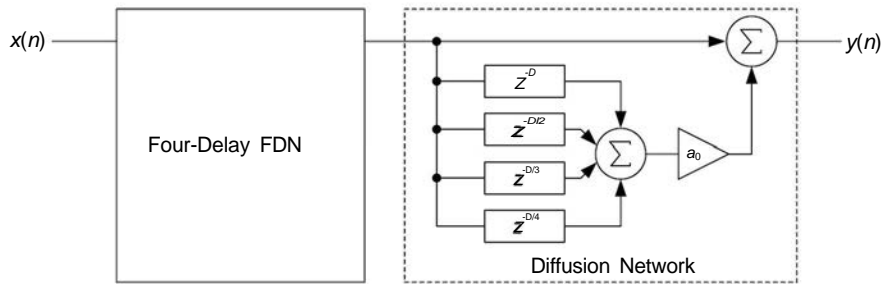 x(n)
Four-Delay FDN
Z^-D
z^-D/2
z^-D/3
z^-D/4
Σ
a₀
Σ
y(n)
Diffusion Network